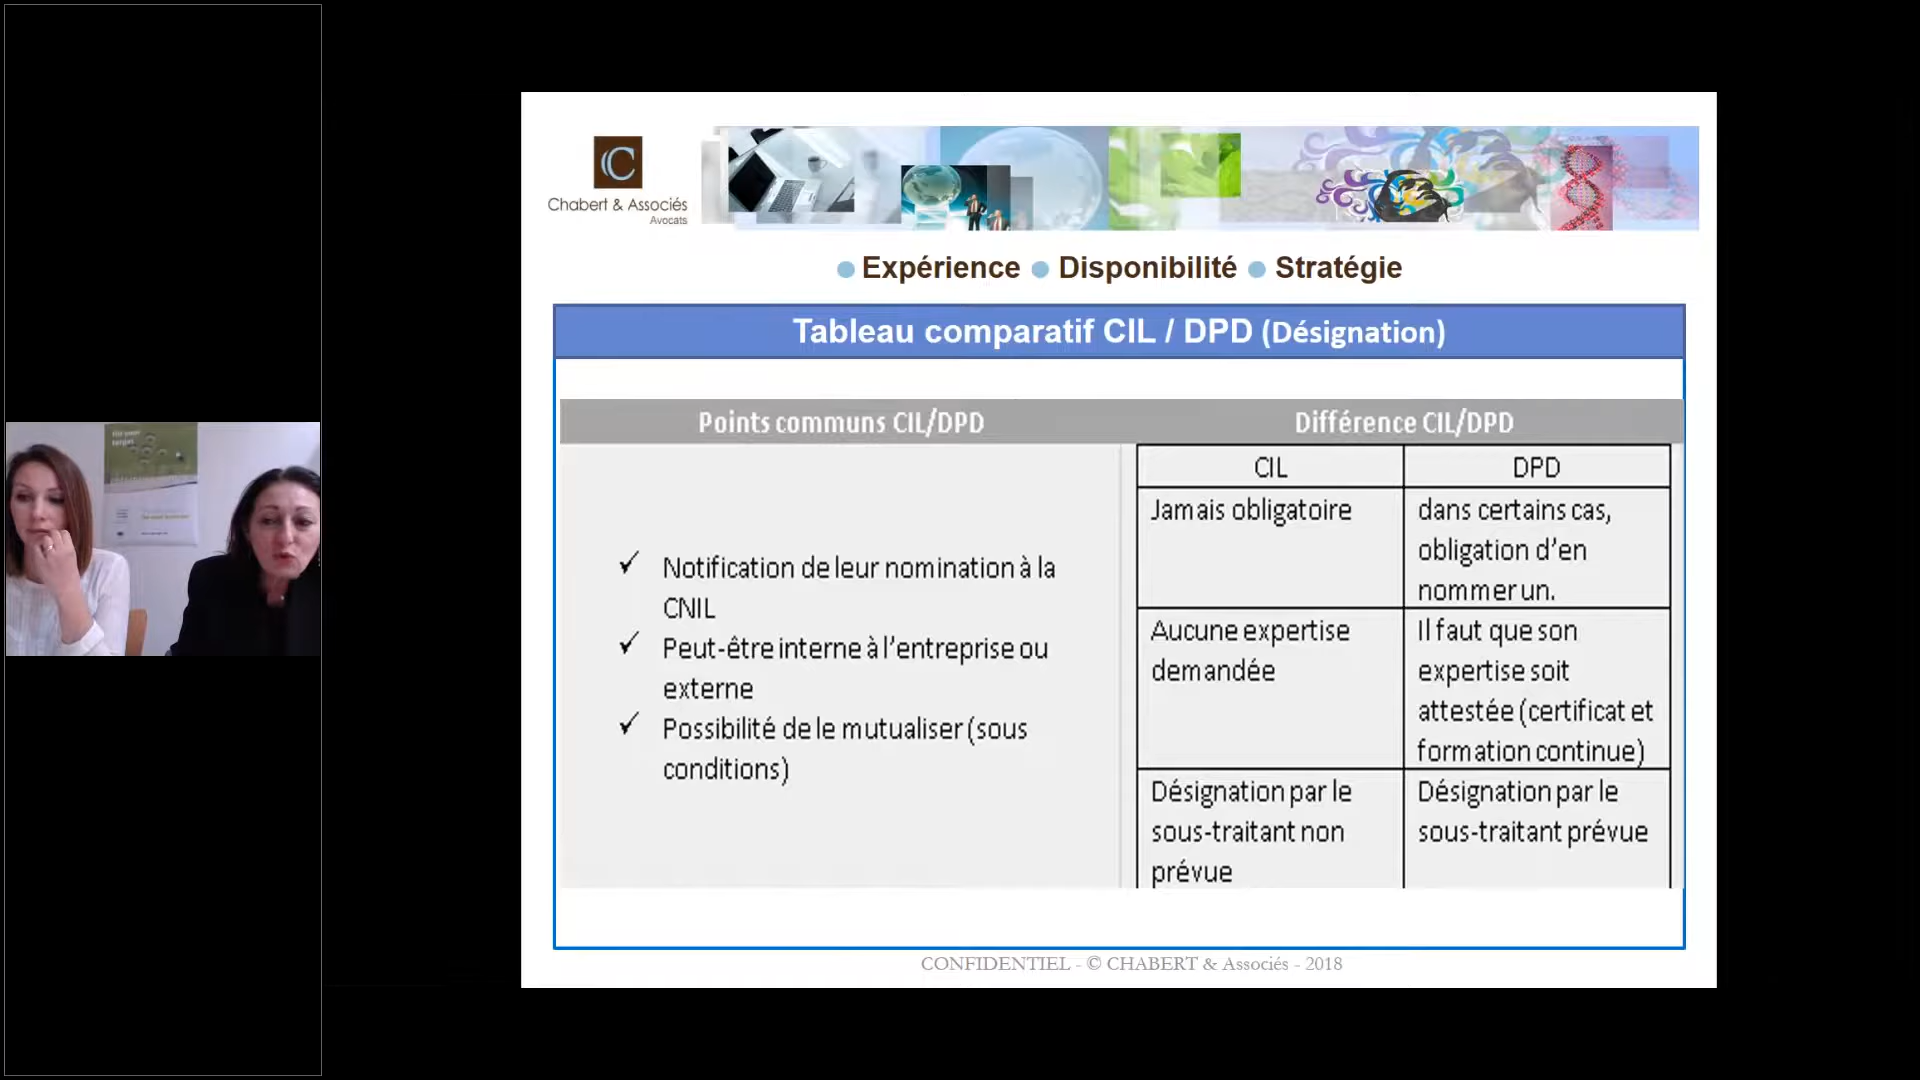 C
Chabert & Associés
Avocats
Expérience
Disponibilité
Stratégie
Tableau comparatif CIL / DPD (Désignation)
Points communs CIL/DPD
Différence CIL/DPD
✓ Notification de leur nomination à la
CNIL
✓ Peut-être interne à l’entreprise ou
externe
✓ Possibilité de le mutualiser (sous
conditions)
CIL
DPD
Jamais obligatoire
dans certains cas,
obligation d’en
nommer un.
Aucune expertise
demandée
Il faut que son
expertise soit
attestée (certificat et
formation continue)
Désignation par le
sous-traitant non
prévue
Désignation par le
sous-traitant prévue
CONFIDENTIEL - © CHABERT & Associés - 2018